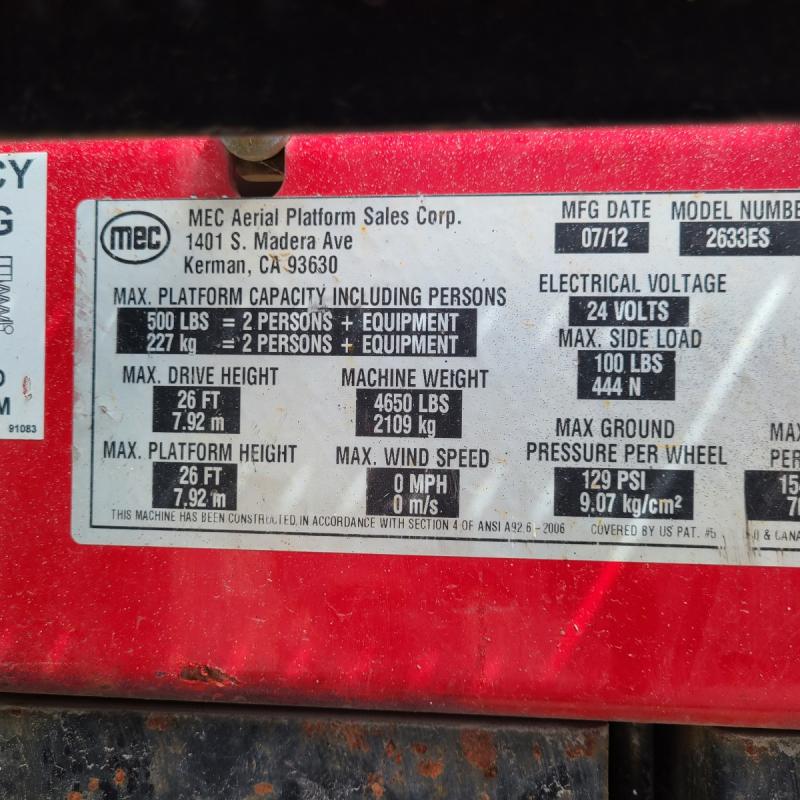 CY
G
O
M
91083
mec
MEC Aerial Platform Sales Corp.
1401 S. Madera Ave
Kerman, CA 93630
MFG DATE
07/12
MODEL NUMBE
2633ES
MAX. PLATFORM CAPACITY INCLUDING PERSONS
500 LBS = 2 PERSONS + EQUIPMENT
227 kg = 2 PERSONS + EQUIPMENT
ELECTRICAL VOLTAGE
24 VOLTS
MAX. SIDE LOAD
100 LBS
444 N
MAX. DRIVE HEIGHT
26 FT
7.92 m
MACHINE WEIGHT
4650 LBS
2109 kg
MAX. PLATFORM HEIGHT
26 FT
7.92 m
MAX. WIND SPEED
0 MPH
0 m/s
MAX GROUND
PRESSURE PER WHEEL
129 PSI
9.07 kg/cm²
MAX
PER
15
THIS MACHINE HAS BEEN CONSTRUCTED IN ACCORDANCE WITH SECTION 4 OF ANSI A92.6 - 2006
COVERED BY US PAT. #5
& CANA